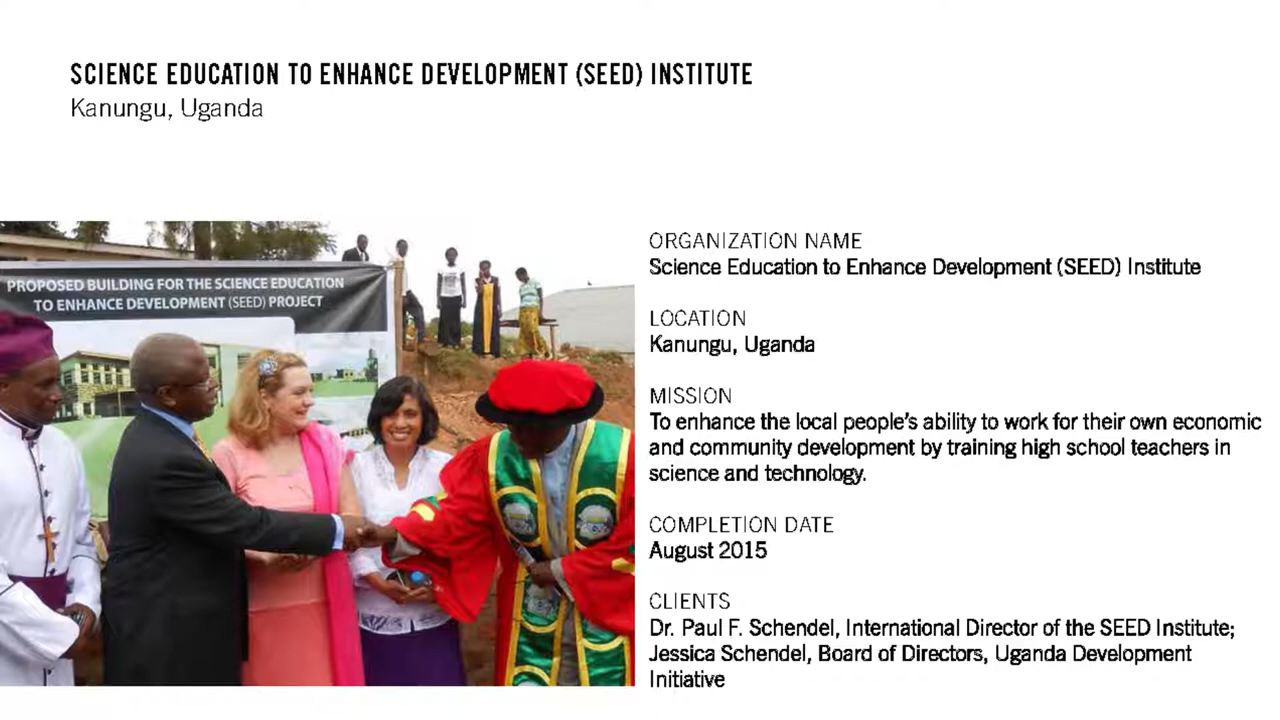 SCIENCE EDUCATION TO ENHANCE DEVELOPMENT (SEED) INSTITUTE
Kanungu, Uganda
PROPOSED BUILDING FOR THE SCIENCE EDUCATION
TO ENHANCE DEVELOPMENT (SEED) PROJECT
ORGANIZATION NAME
Science Education to Enhance Development (SEED) Institute
LOCATION
Kanungu, Uganda
MISSION
To enhance the local people's ability to work for their own economic
and community development by training high school teachers in
science and technology.
COMPLETION DATE
August 2015
CLIENTS
Dr. Paul F. Schendel, International Director of the SEED Institute;
Jessica Schendel, Board of Directors, Uganda Development
Initiative